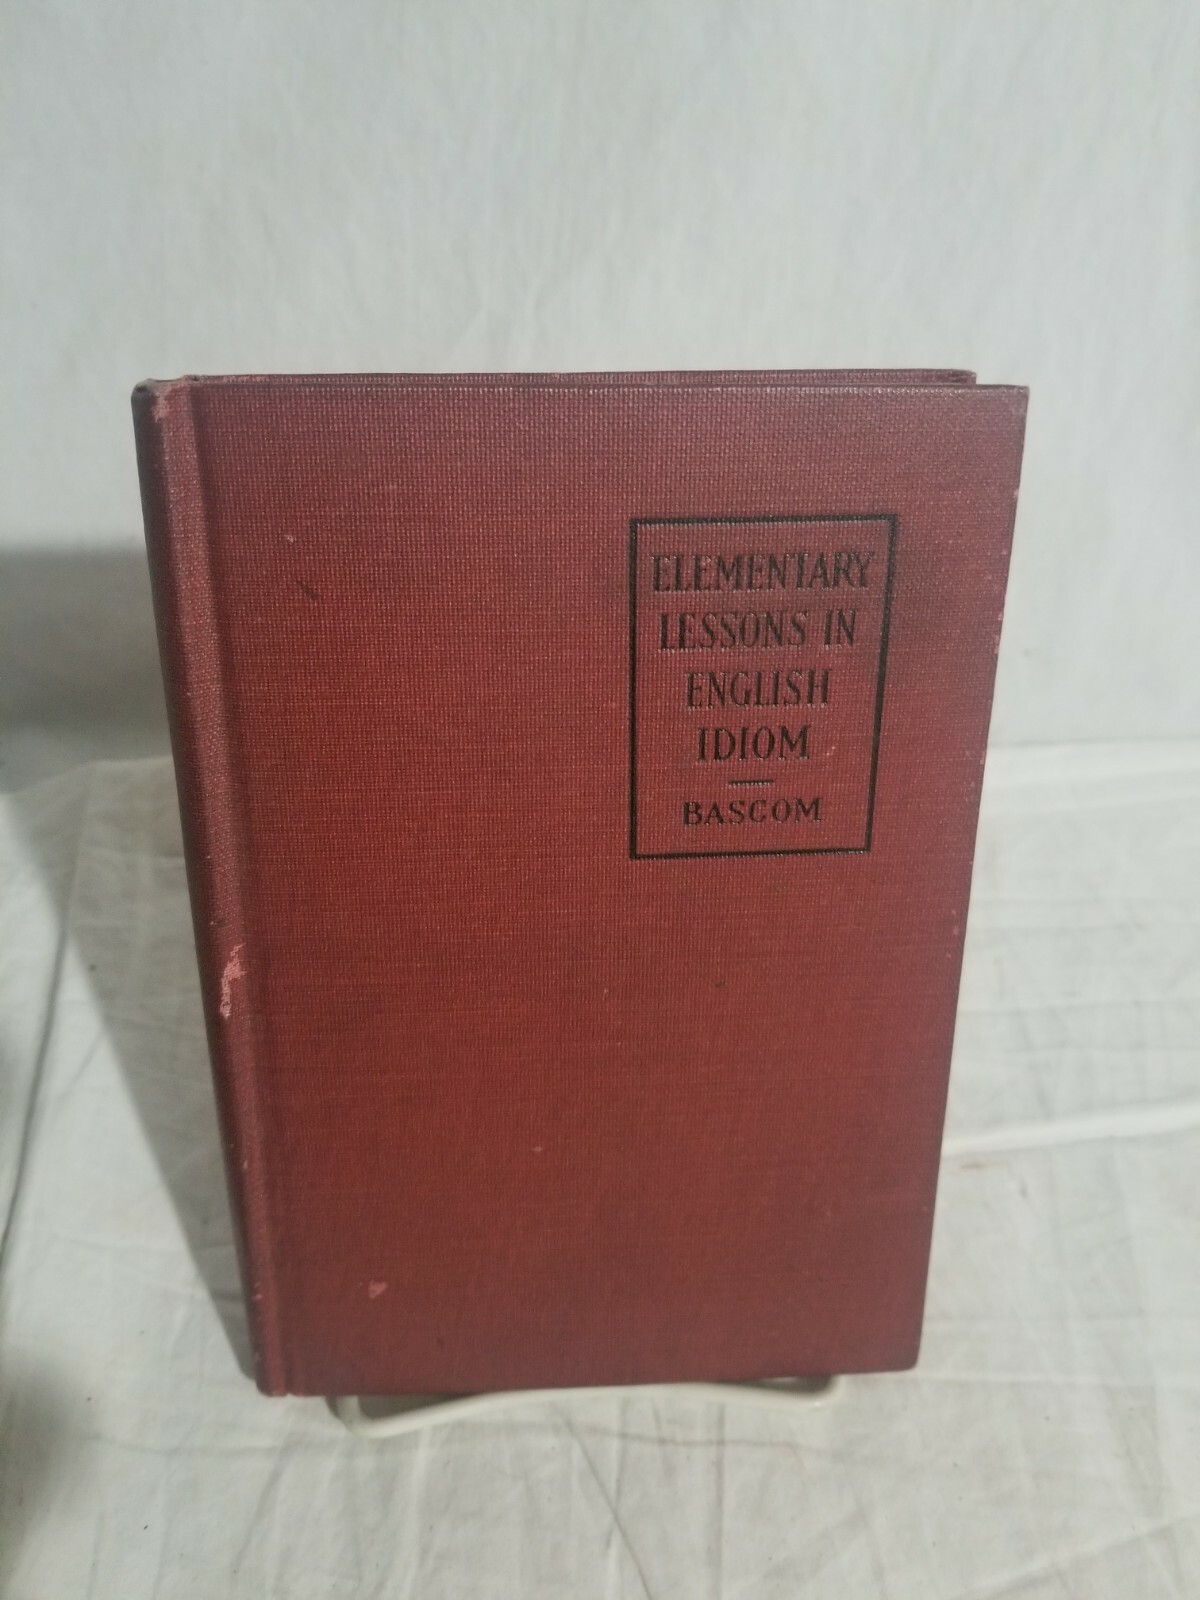 ELEMENTARY
LESSONS IN
ENGLISH
IDIOM
BASCOM